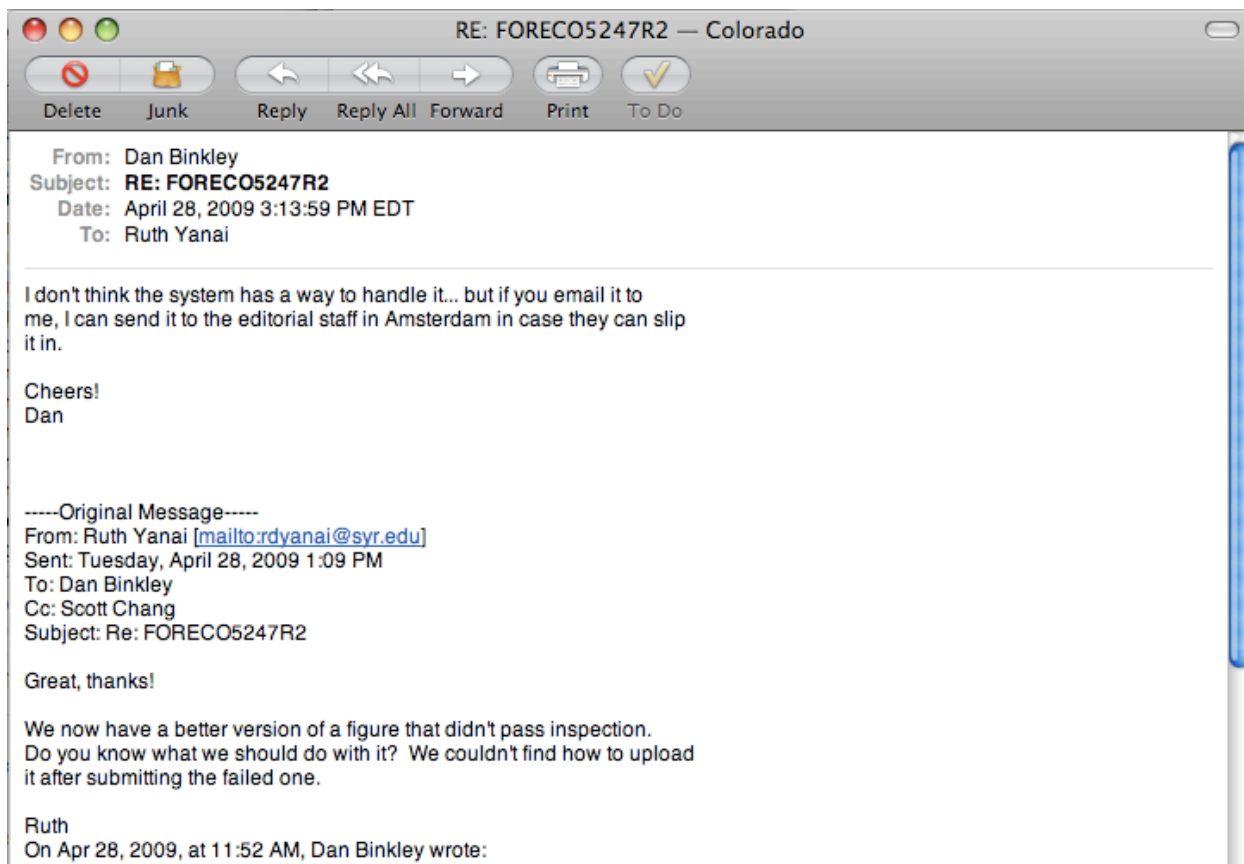 RE: FORECO5247R2 — Colorado
Delete Junk Reply Reply All Forward Print To Do
From: Dan Binkley
Subject: RE: FORECO5247R2
Date: April 28, 2009 3:13:59 PM EDT
To: Ruth Yanai
I don't think the system has a way to handle it... but if you email it to
me, I can send it to the editorial staff in Amsterdam in case they can slip
it in.
Cheers!
Dan
-----Original Message-----
From: Ruth Yanai [mailto:rdyanai@syr.edu]
Sent: Tuesday, April 28, 2009 1:09 PM
To: Dan Binkley
Cc: Scott Chang
Subject: Re: FORECO5247R2
Great, thanks!
We now have a better version of a figure that didn't pass inspection.
Do you know what we should do with it?  We couldn't find how to upload
it after submitting the failed one.
Ruth
On Apr 28, 2009, at 11:52 AM, Dan Binkley wrote: